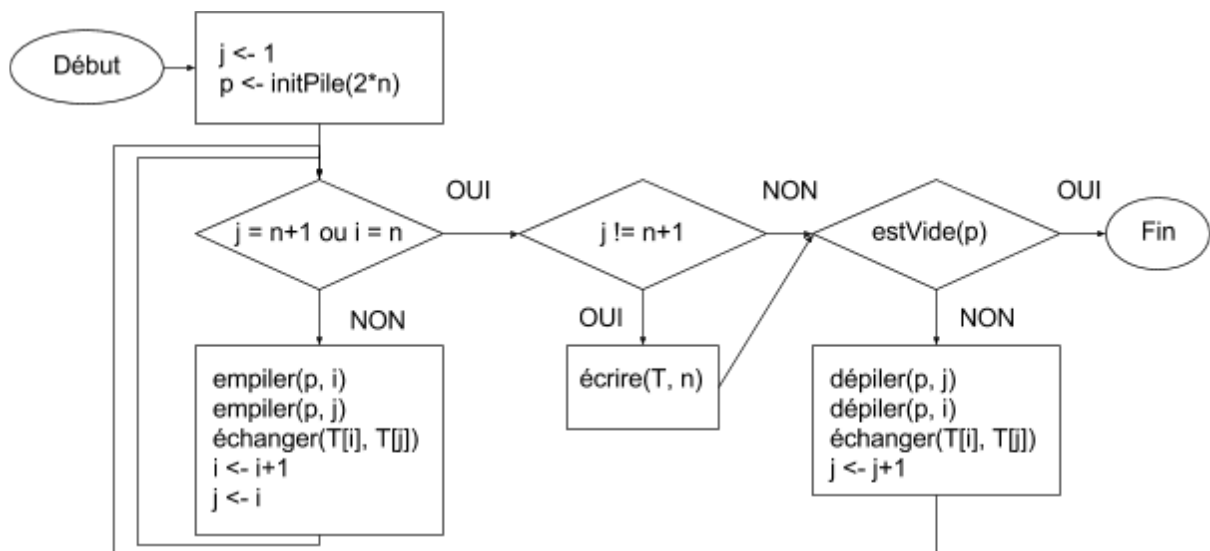 Début
j <- 1
p <- initPile(2*n)
j = n+1 ou i = n
OUI
j != n+1
NON
estVide(p)
OUI
Fin
NON
OUI
NON
empiler(p, i)
empiler(p, j)
échanger(T[i], T[j])
i <- i+1
j <- i
écrire(T, n)
dépiler(p, j)
dépiler(p, i)
échanger(T[i], T[j])
j <- j+1